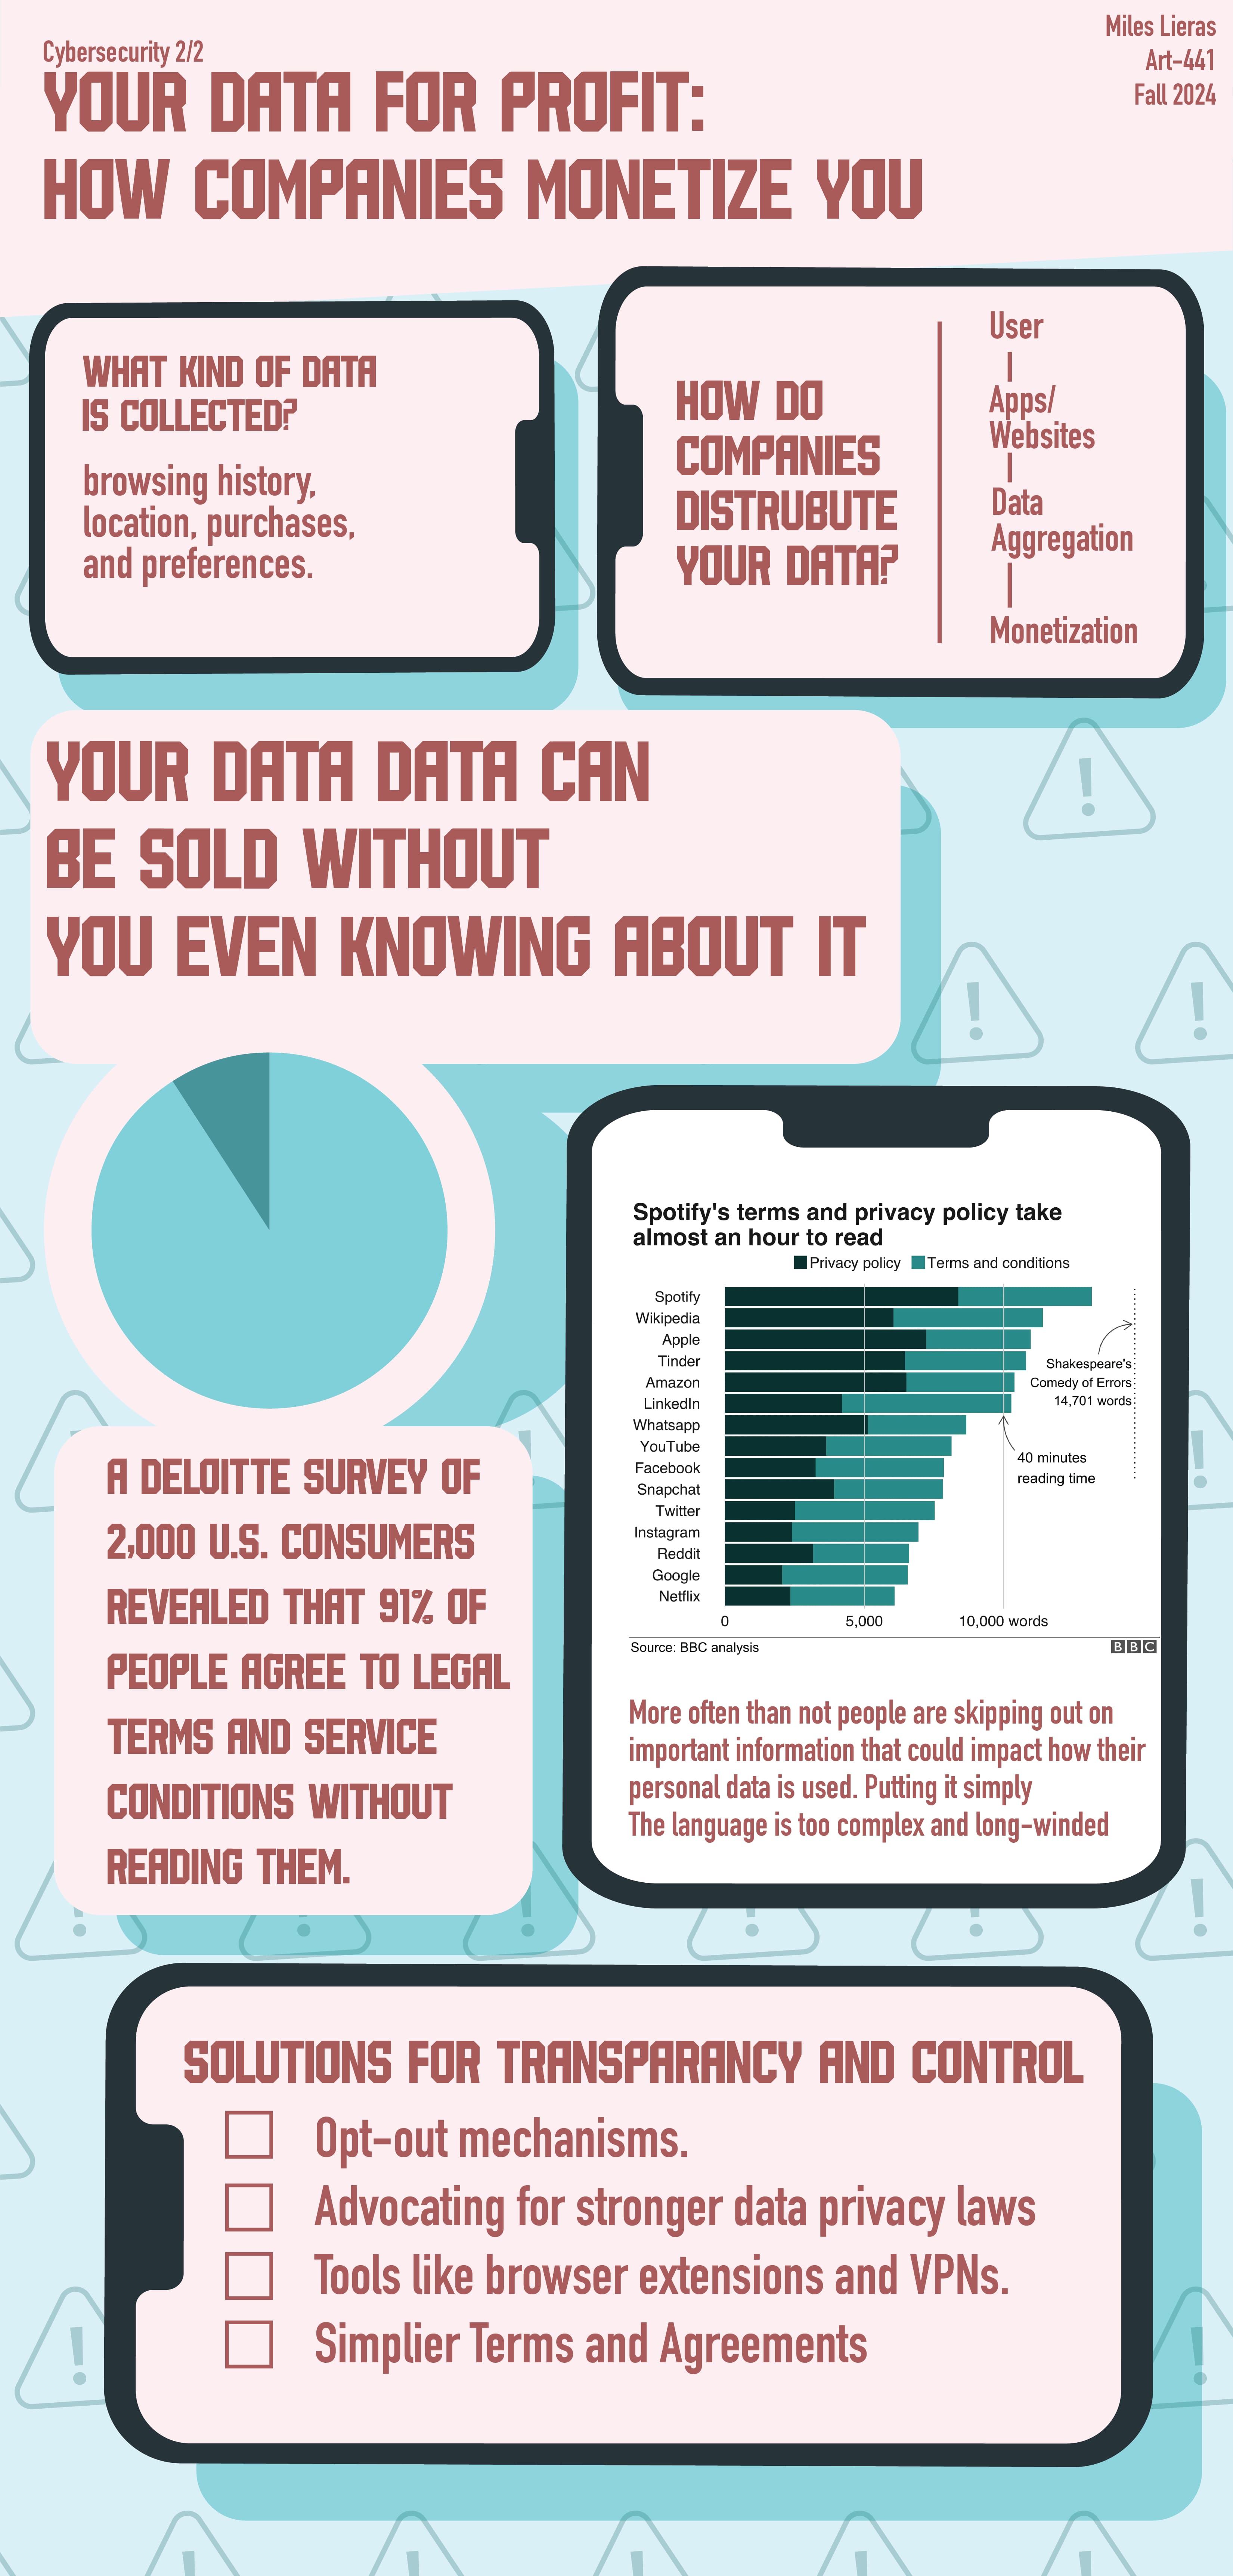 Cybersecurity 2/2
Miles Lieras
Art-441
Fall 2024
YOUR DATA FOR PROFIT:
HOW COMPANIES MONETIZE YOU
WHAT KIND OF DATA
IS COLLECTED?
browsing history,
location, purchases,
and preferences.
HOW DO
COMPANIES
DISTRUBUTE
YOUR DATA?
User
Apps/
Websites
Data
Aggregation
Monetization
YOUR DATA DATA CAN
BE SOLD WITHOUT
YOU EVEN KNOWING ABOUT IT
A DELOITTE SURVEY OF
2,000 U.S. CONSUMERS
REVEALED THAT 91% OF
PEOPLE AGREE TO LEGAL
TERMS AND SERVICE
CONDITIONS WITHOUT
READING THEM.
Spotify's terms and privacy policy take
almost an hour to read
Privacy policy Terms and conditions
Spotify
Wikipedia
Apple
Tinder
Amazon
LinkedIn
Whatsapp
YouTube
Facebook
Snapchat
Twitter
Instagram
Reddit
Google
Netflix
Shakespeare's
Comedy of Errors
14,701 words
40 minutes
reading time
0 5,000 10,000 words
Source: BBC analysis
BBC
More often than not people are skipping out on
important information that could impact how their
personal data is used. Putting it simply
The language is too complex and long-winded
SOLUTIONS FOR TRANSPARANCY AND CONTROL
Opt-out mechanisms.
Advocating for stronger data privacy laws
Tools like browser extensions and VPNs.
Simplier Terms and Agreements